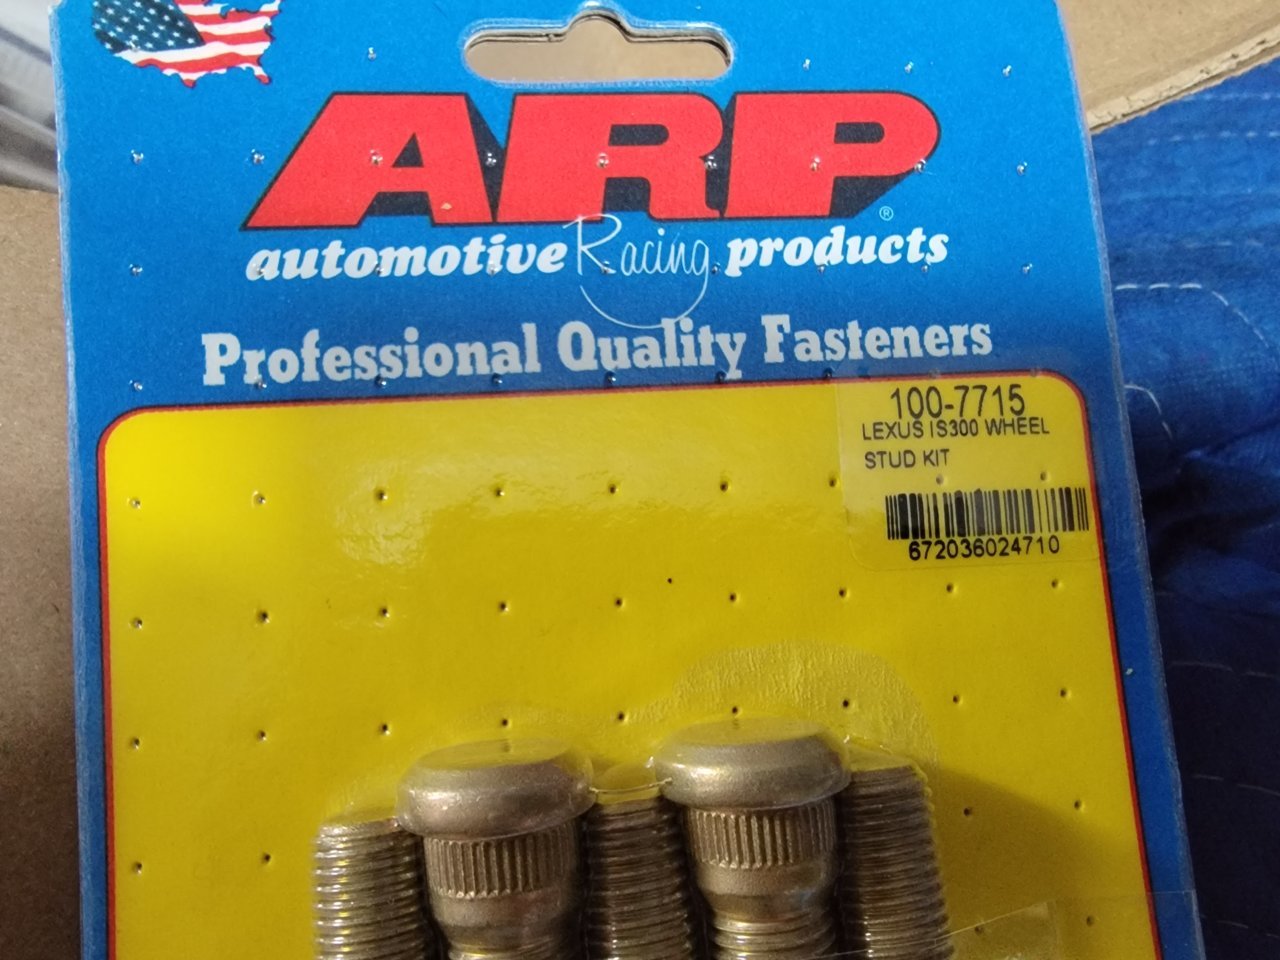 ARP®
automotive Racing products
Professional Quality Fasteners
100-7715
LEXUS IS300 WHEEL
STUD KIT
672036024710